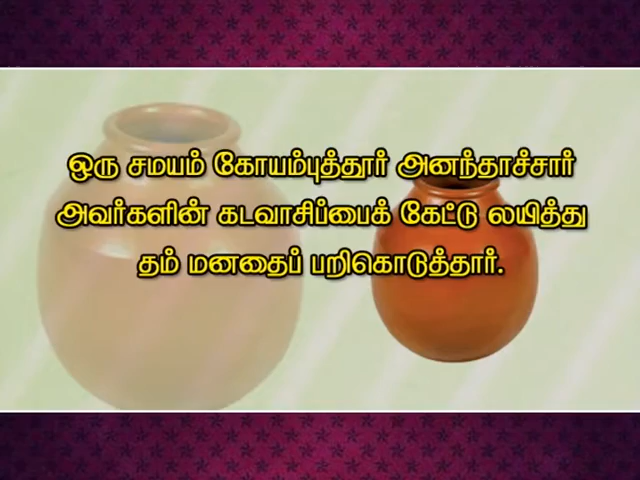 ஒரு சமயம் கோயம்புத்தூர் அனந்தாச்சார்
அவர்களின் கடவாசிப்பைக் கேட்டு லயித்து
தம் மனதைப் பறிகொடுத்தார்.